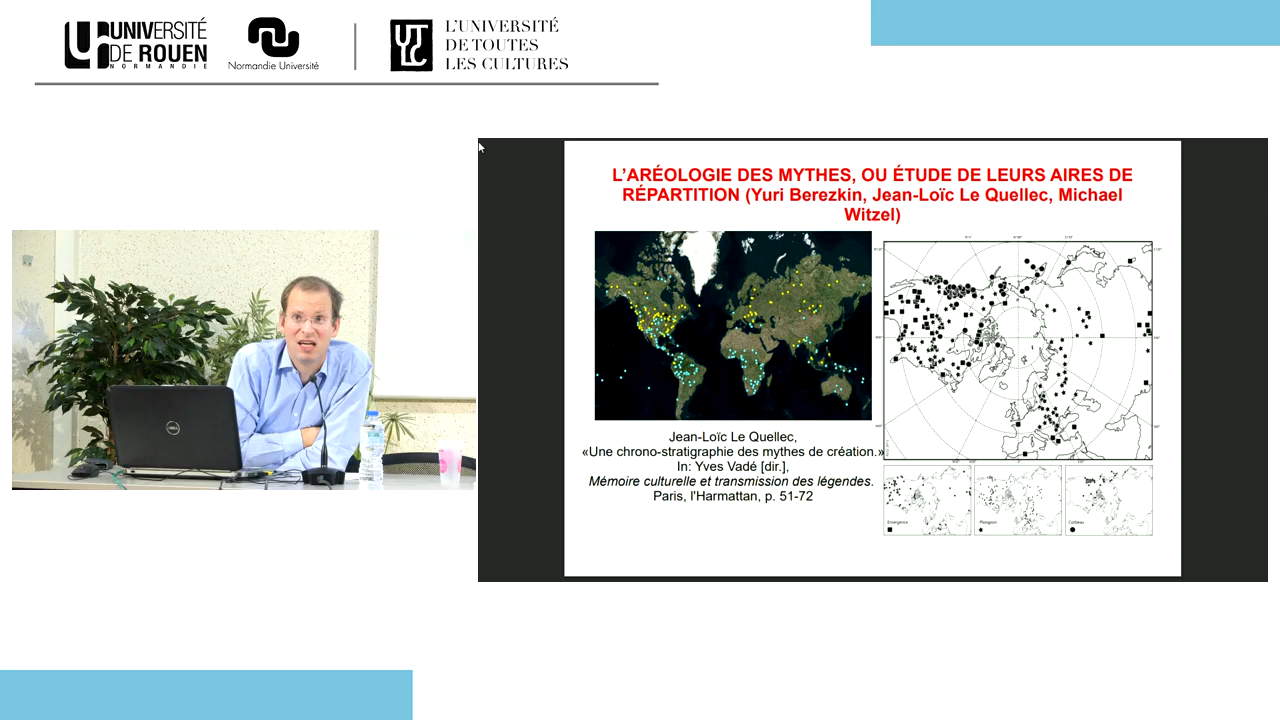 UNIVERSITÉ
DE ROUEN
NORMANDIE
Normandie Université
UTLC
L'UNIVERSITÉ
DE TOUTES
LES CULTURES
L'ARÉOLOGIE DES MYTHES, OU ÉTUDE DE LEURS AIRES DE
RÉPARTITION (Yuri Berezkin, Jean-Loïc Le Quellec, Michael
Witzel)
Jean-Loïc Le Quellec,
«Une chrono-stratigraphie des mythes de création.»
In: Yves Vadé [dir.],
Mémoire culturelle et transmission des légendes.
Paris, l'Harmattan, p. 51-72
Emergence
Plongeon
Corbeau
DELL